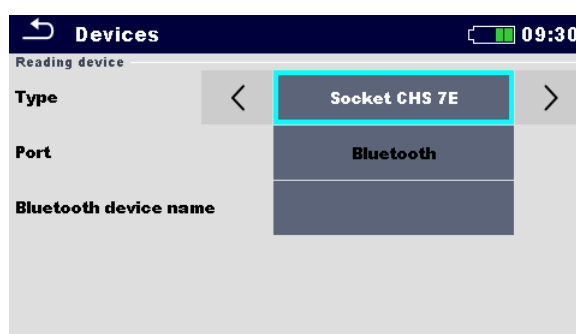 Devices 09:30
Reading device
Type Socket CHS 7E
Port Bluetooth
Bluetooth device name